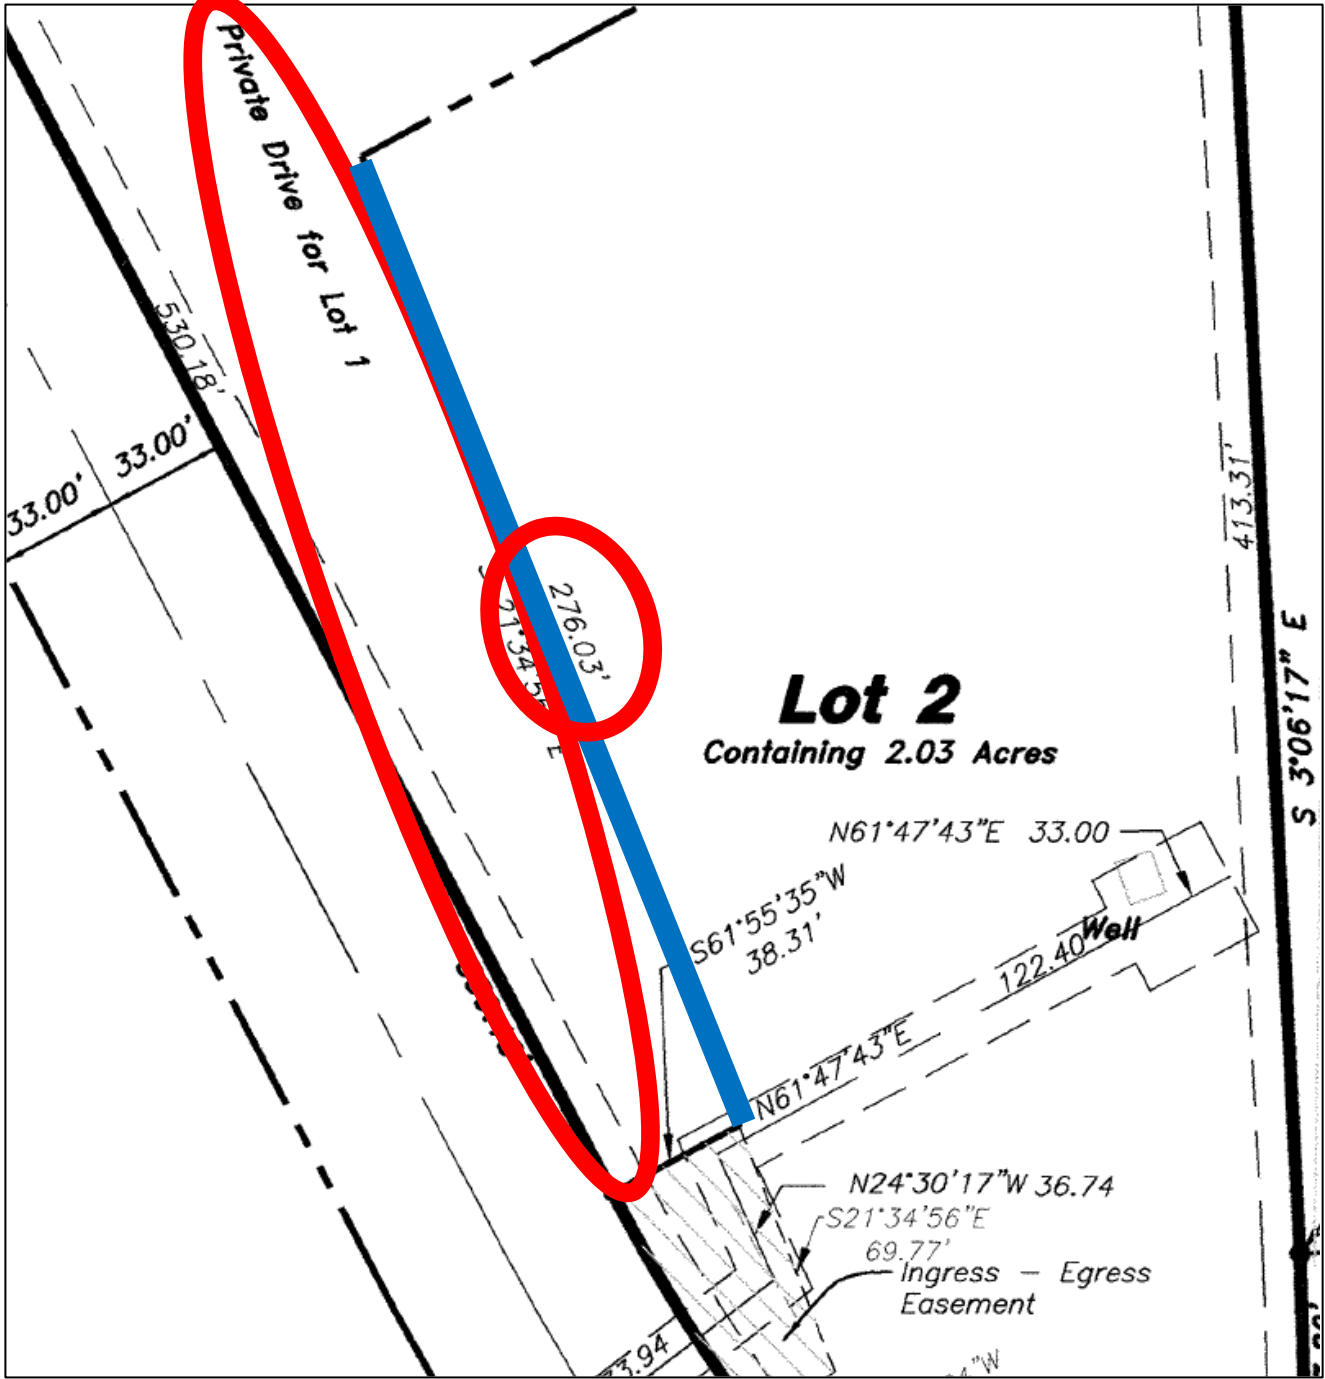 Private Drive for Lot 1
530.18'
33.00'
33.00'
413.31'
276.03'
S 3°06'17" E
Lot 2
Containing 2.03 Acres
N61°47'43"E 33.00
S61°55'35"W
38.31'
Well
122.40
N61°47'43"E
N24°30'17"W 36.74
S21°34'56"E
69.77'
Ingress – Egress
Easement
3.94
"W